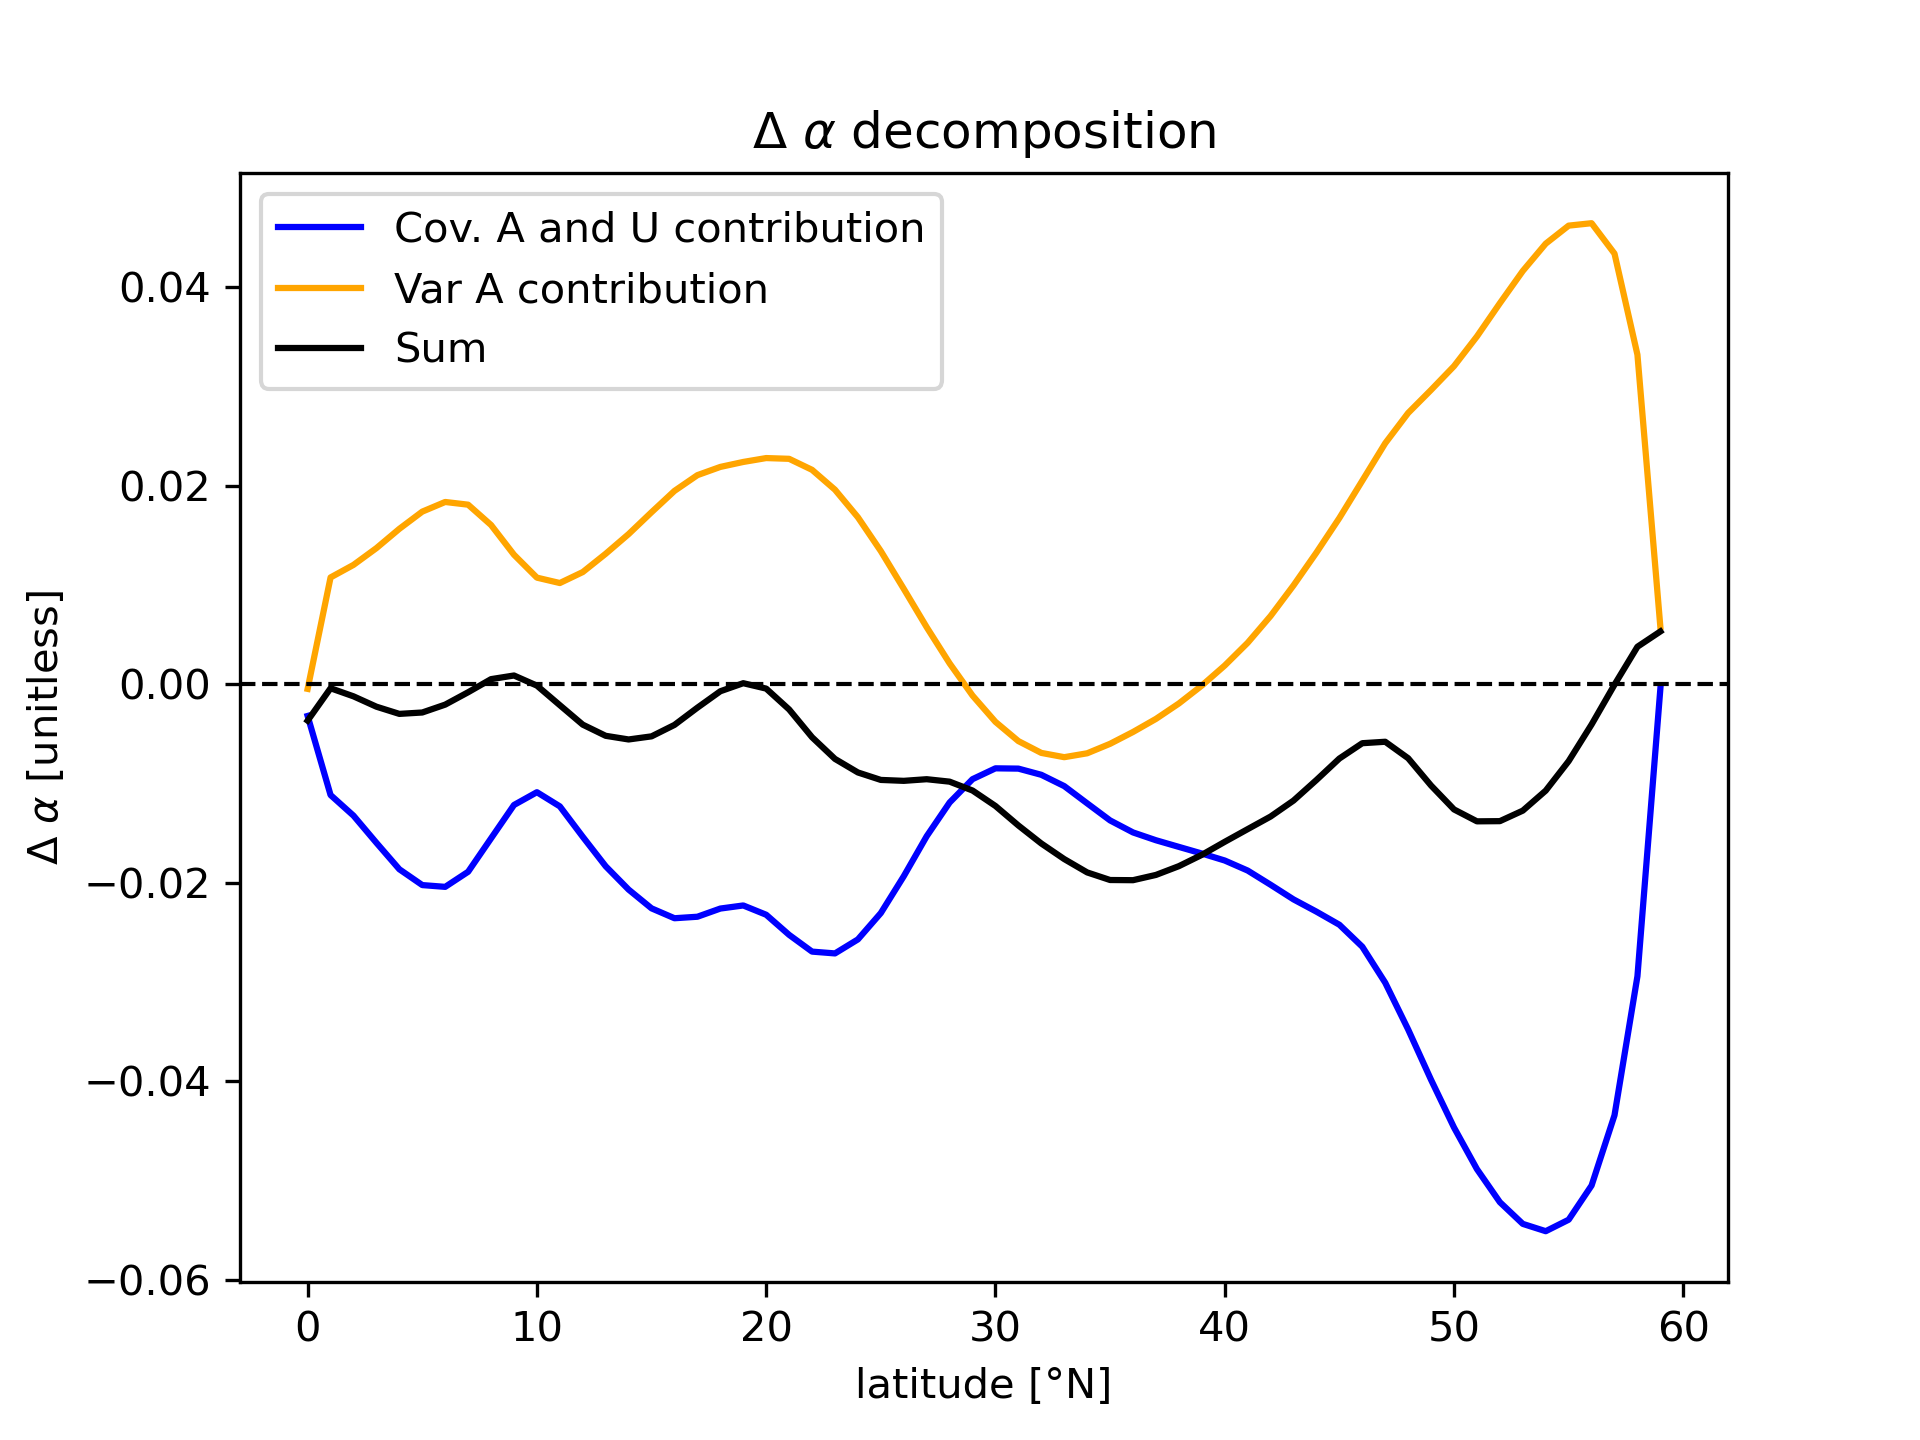 Δ α decomposition
Cov. A and U contribution
Var A contribution
Sum
Δ α [unitless]
0.04
0.02
0.00
−0.02
−0.04
−0.06
0 10 20 30 40 50 60
latitude [°N]